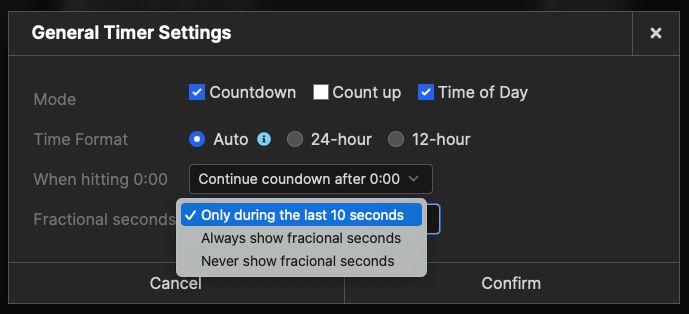 General Timer Settings
Mode
Countdown Count up Time of Day
Time Format
Auto 24-hour 12-hour
When hitting 0:00
Continue coundown after 0:00
Fractional seconds
Only during the last 10 seconds
Always show fracional seconds
Never show fracional seconds
Cancel
Confirm